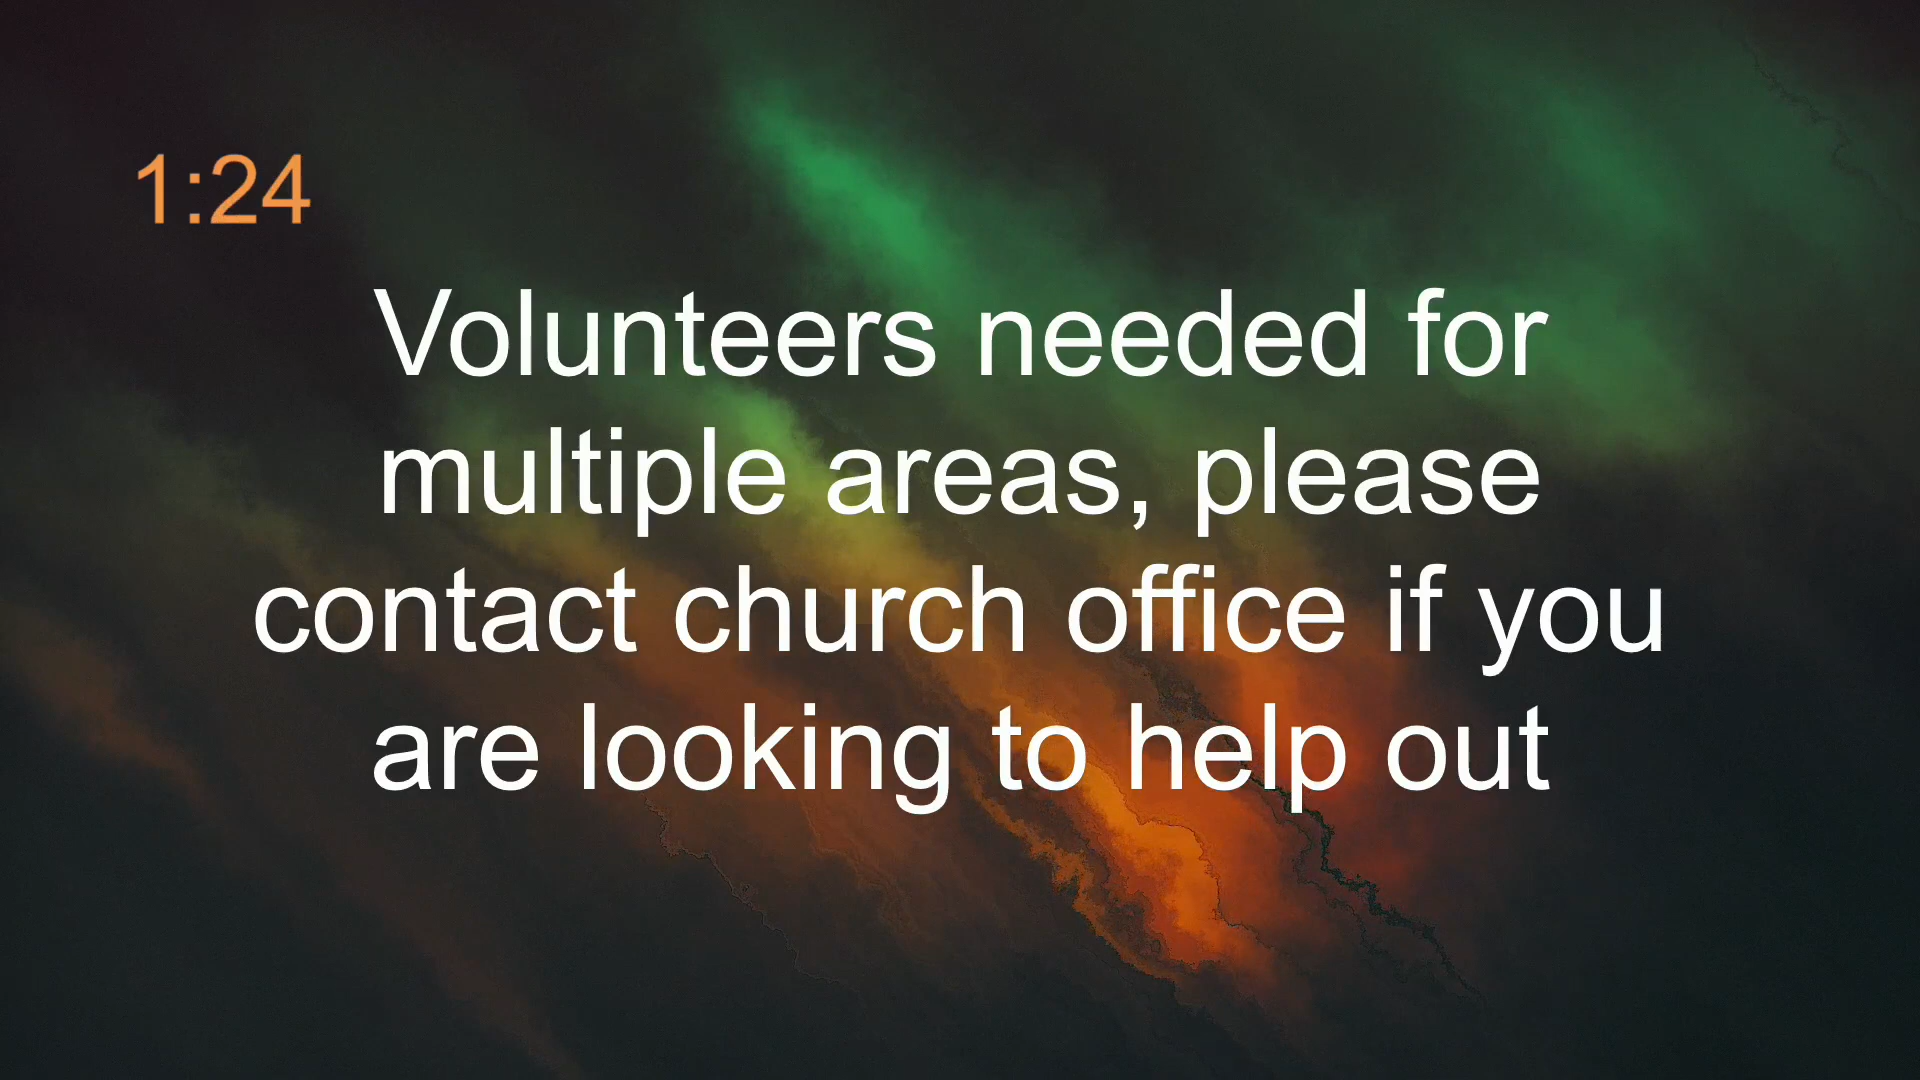 1:24
Volunteers needed for
multiple areas, please
contact church office if you
are looking to help out